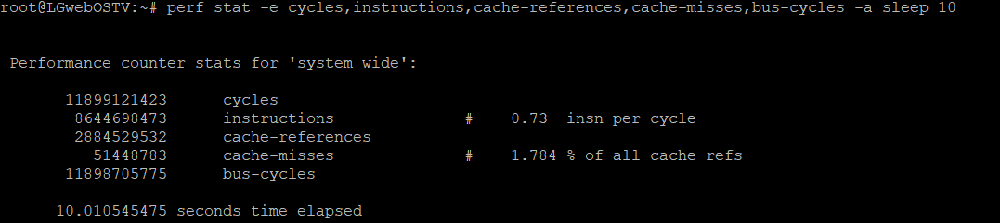 root@LGwebOSTV:~# perf stat -e cycles,instructions,cache-references,cache-misses,bus-cycles -a sleep 10
Performance counter stats for 'system wide':
11899121423 cycles
8644698473 instructions # 0.73 insn per cycle
2884529532 cache-references
51448783 cache-misses # 1.784 % of all cache refs
11898705775 bus-cycles
10.010545475 seconds time elapsed